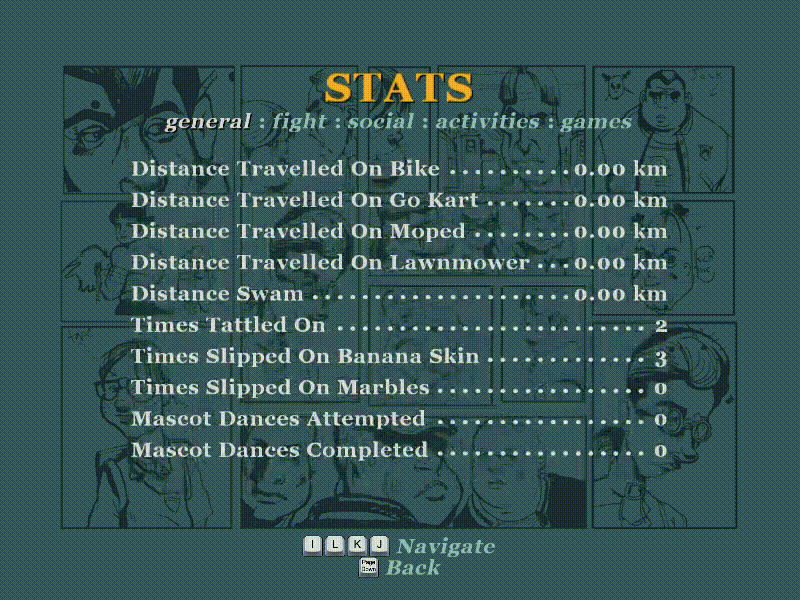 STATS
general : fight : social : activities : games
Distance Travelled On Bike ..........0.00 km
Distance Travelled On Go Kart .......0.00 km
Distance Travelled On Moped ........0.00 km
Distance Travelled On Lawnmower ...0.00 km
Distance Swam .....................0.00 km
Times Tattled On ......................... 2
Times Slipped On Banana Skin ............. 3
Times Slipped On Marbles ................. 0
Mascot Dances Attempted ................. 0
Mascot Dances Completed ................. 0
I L K J Navigate
Page Down Back